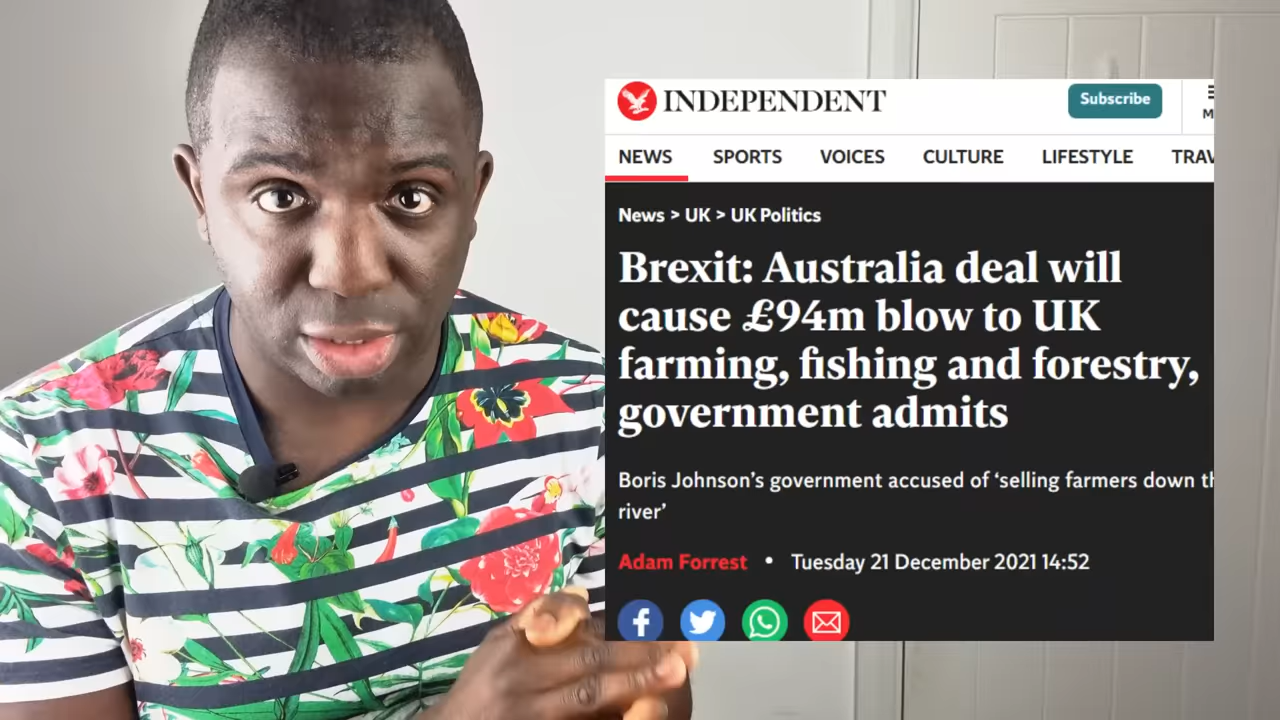 INDEPENDENT
Subscribe
NEWS SPORTS VOICES CULTURE LIFESTYLE TRAV
News > UK > UK Politics
Brexit: Australia deal will
cause £94m blow to UK
farming, fishing and forestry,
government admits
Boris Johnson's government accused of ‘selling farmers down th
river’
Adam Forrest • Tuesday 21 December 2021 14:52